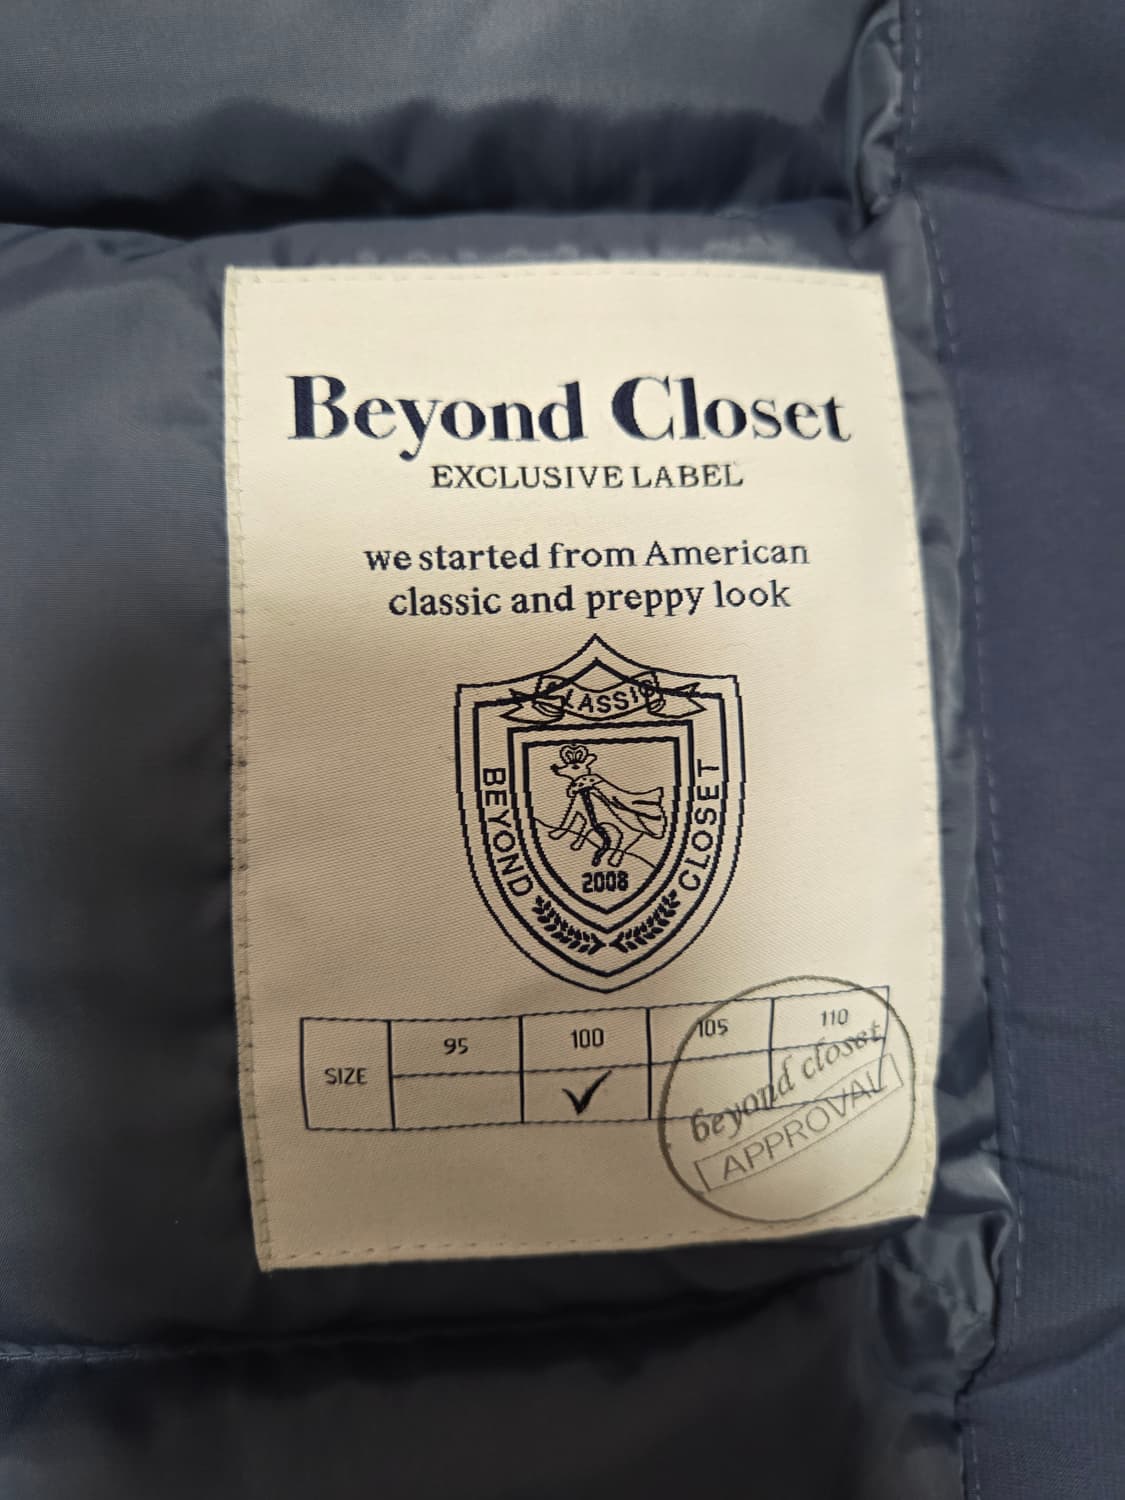 Beyond Closet
EXCLUSIVE LABEL
we started from American
classic and preppy look
CLASSIC
BEYOND
CLOSET
2008
SIZE 95 100 105 110
beyond closet
APPROVAL